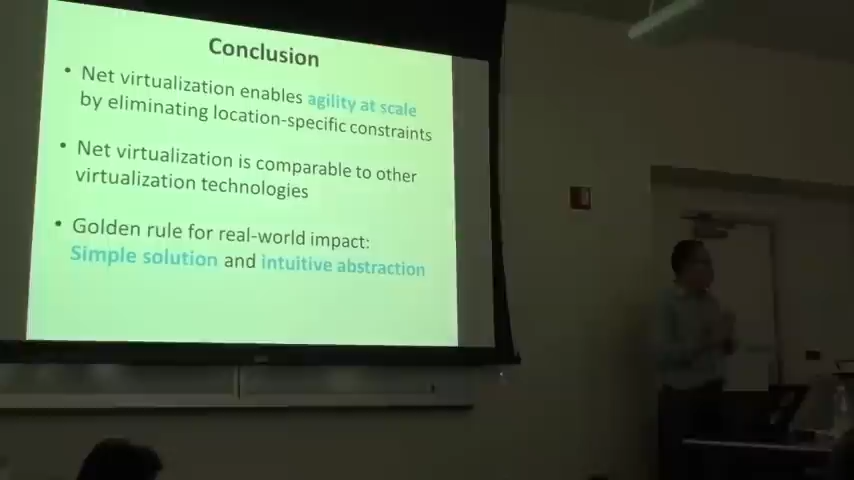 Conclusion
• Net virtualization enables agility at scale
by eliminating location-specific constraints
• Net virtualization is comparable to other
virtualization technologies
• Golden rule for real-world impact:
Simple solution and intuitive abstraction